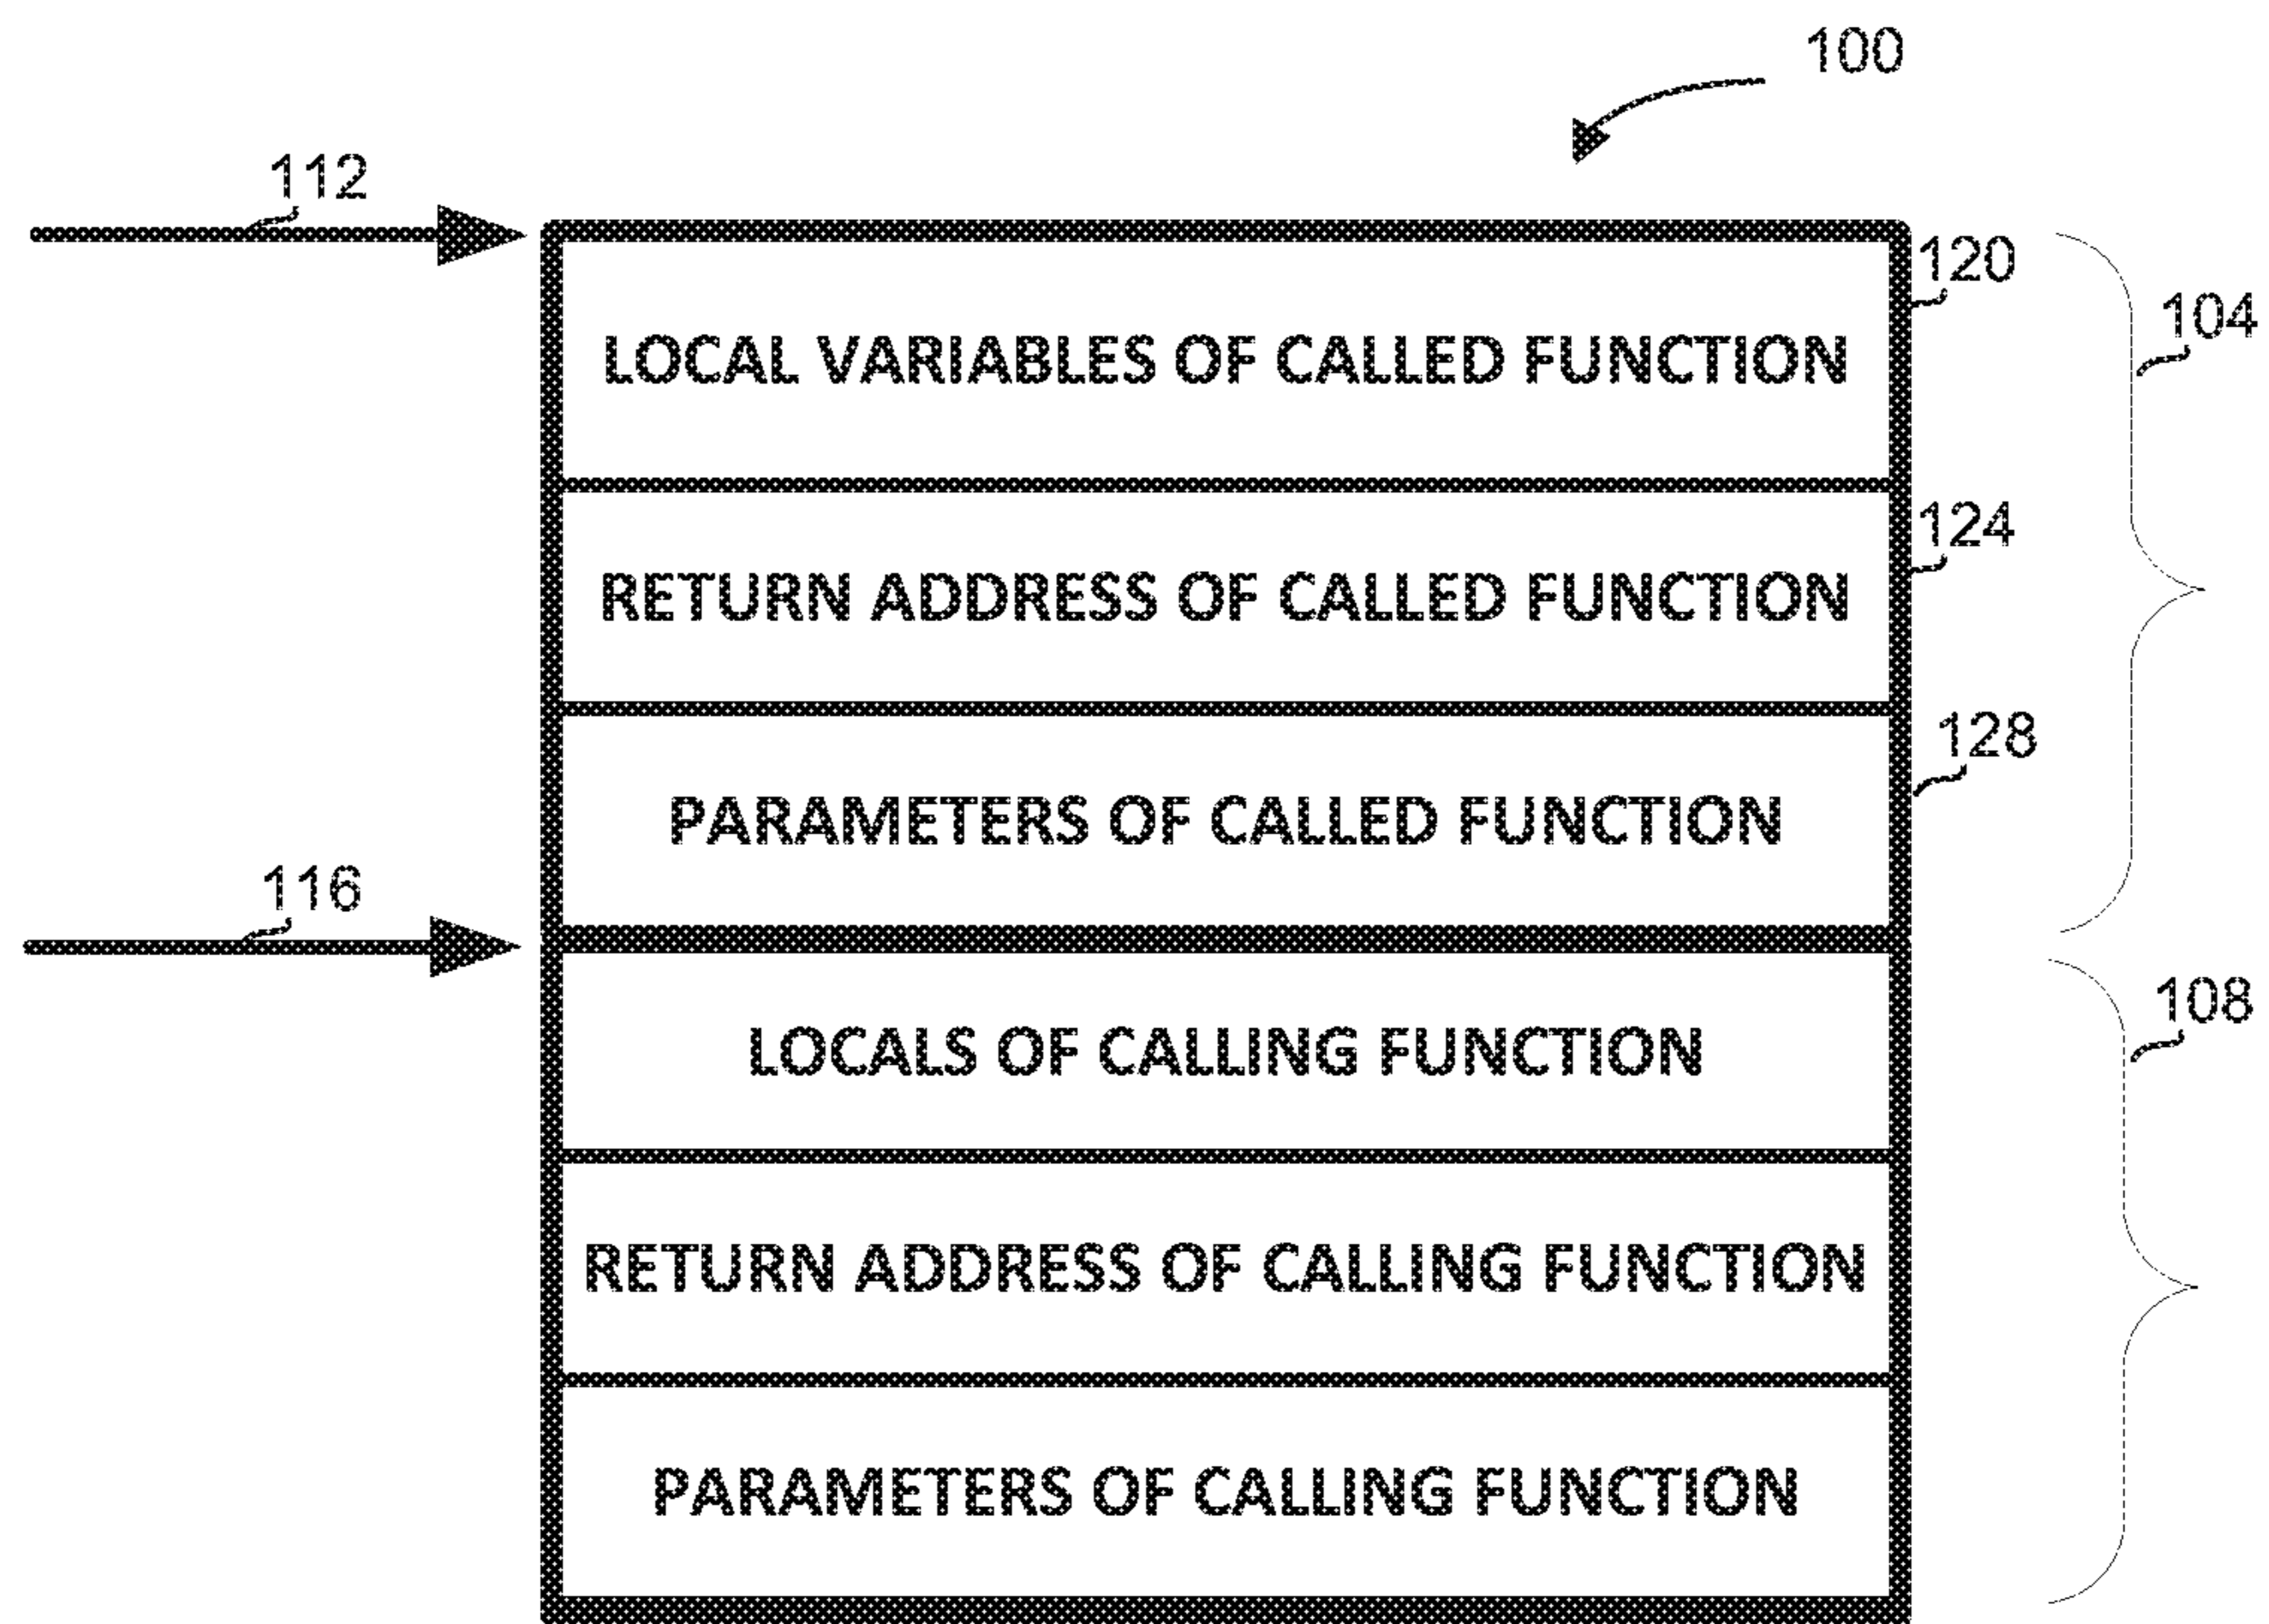 100
112
120
104
LOCAL VARIABLES OF CALLED FUNCTION
124
RETURN ADDRESS OF CALLED FUNCTION
128
PARAMETERS OF CALLED FUNCTION
116
108
LOCALS OF CALLING FUNCTION
RETURN ADDRESS OF CALLING FUNCTION
PARAMETERS OF CALLING FUNCTION